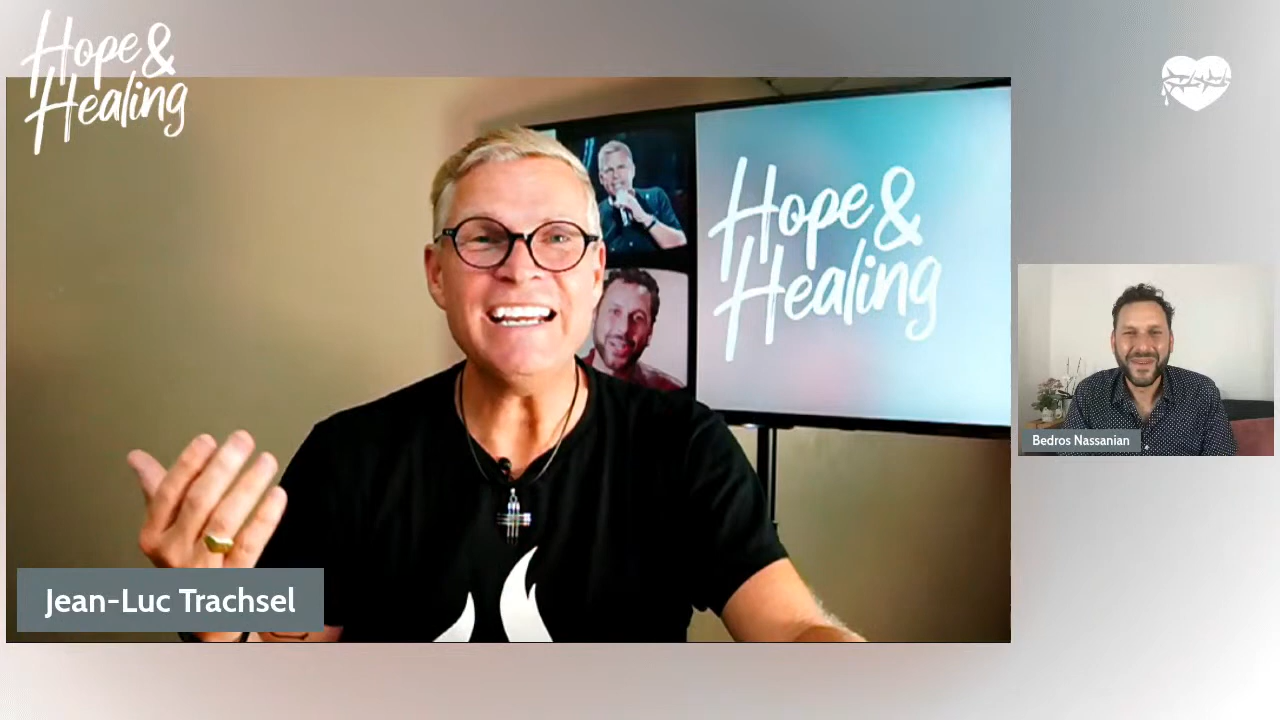 Hope &
Healing
Hope &
Healing
Bedros Nassanian
Jean-Luc Trachsel